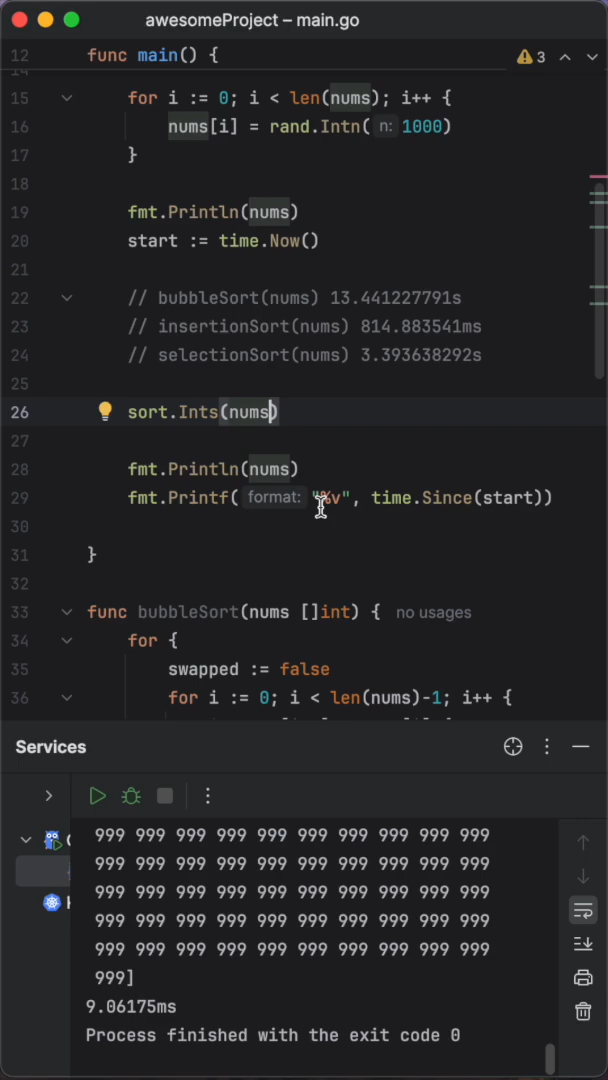 awesomeProject – main.go
12 func main() { 3
14
15 for i := 0; i < len(nums); i++ {
16 nums[i] = rand.Intn( n: 1000)
17 }
18
19 fmt.Println(nums)
20 start := time.Now()
21
22 // bubbleSort(nums) 13.441227791s
23 // insertionSort(nums) 814.883541ms
24 // selectionSort(nums) 3.393638292s
25
26 sort.Ints(nums)
27
28 fmt.Println(nums)
29 fmt.Printf( format: "%v", time.Since(start))
30
31 }
32
33 func bubbleSort(nums []int) { no usages
34 for {
35 swapped := false
36 for i := 0; i < len(nums)-1; i++ {
Services
999 999 999 999 999 999 999 999 999 999
999 999 999 999 999 999 999 999 999 999
999 999 999 999 999 999 999 999 999 999
999 999 999 999 999 999 999 999 999 999
999 999 999 999 999 999 999 999 999 999
999]
9.06175ms
Process finished with the exit code 0